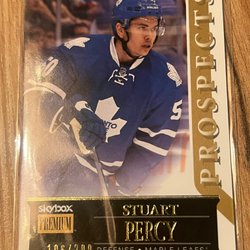 PROSPECTS
skybox
PREMIUM
STUART
PERCY
DEFENSE • MAPLE LEAFS